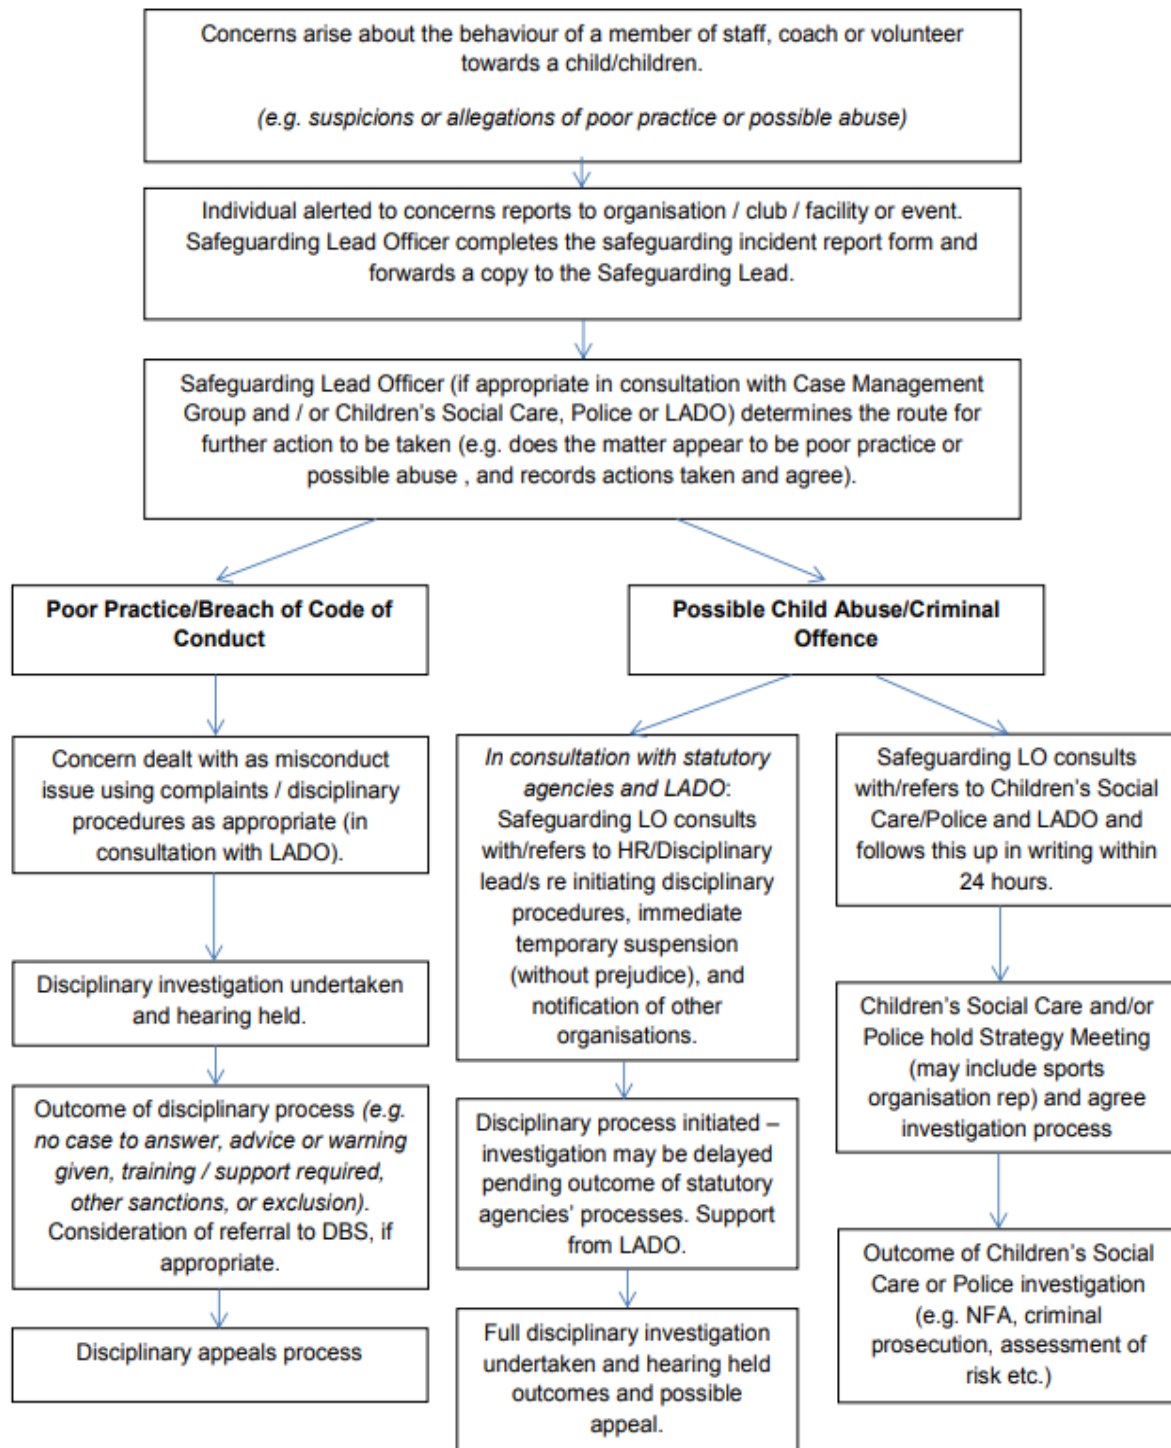 Concerns arise about the behaviour of a member of staff, coach or volunteer
towards a child/children.
(e.g. suspicions or allegations of poor practice or possible abuse)
Individual alerted to concerns reports to organisation / club / facility or event.
Safeguarding Lead Officer completes the safeguarding incident report form and
forwards a copy to the Safeguarding Lead.
Safeguarding Lead Officer (if appropriate in consultation with Case Management
Group and / or Children's Social Care, Police or LADO) determines the route for
further action to be taken (e.g. does the matter appear to be poor practice or
possible abuse , and records actions taken and agree).
Poor Practice/Breach of Code of
Conduct
Concern dealt with as misconduct
issue using complaints / disciplinary
procedures as appropriate (in
consultation with LADO).
Disciplinary investigation undertaken
and hearing held.
Outcome of disciplinary process (e.g.
no case to answer, advice or warning
given, training / support required,
other sanctions, or exclusion).
Consideration of referral to DBS, if
appropriate.
Disciplinary appeals process
Possible Child Abuse/Criminal
Offence
In consultation with statutory
agencies and LADO:
Safeguarding LO consults
with/refers to HR/Disciplinary
lead/s re initiating disciplinary
procedures, immediate
temporary suspension
(without prejudice), and
notification of other
organisations.
Disciplinary process initiated –
investigation may be delayed
pending outcome of statutory
agencies' processes. Support
from LADO.
Full disciplinary investigation
undertaken and hearing held
outcomes and possible
appeal.
Safeguarding LO consults
with/refers to Children's Social
Care/Police and LADO and
follows this up in writing within
24 hours.
Children's Social Care and/or
Police hold Strategy Meeting
(may include sports
organisation rep) and agree
investigation process
Outcome of Children's Social
Care or Police investigation
(e.g. NFA, criminal
prosecution, assessment of
risk etc.)